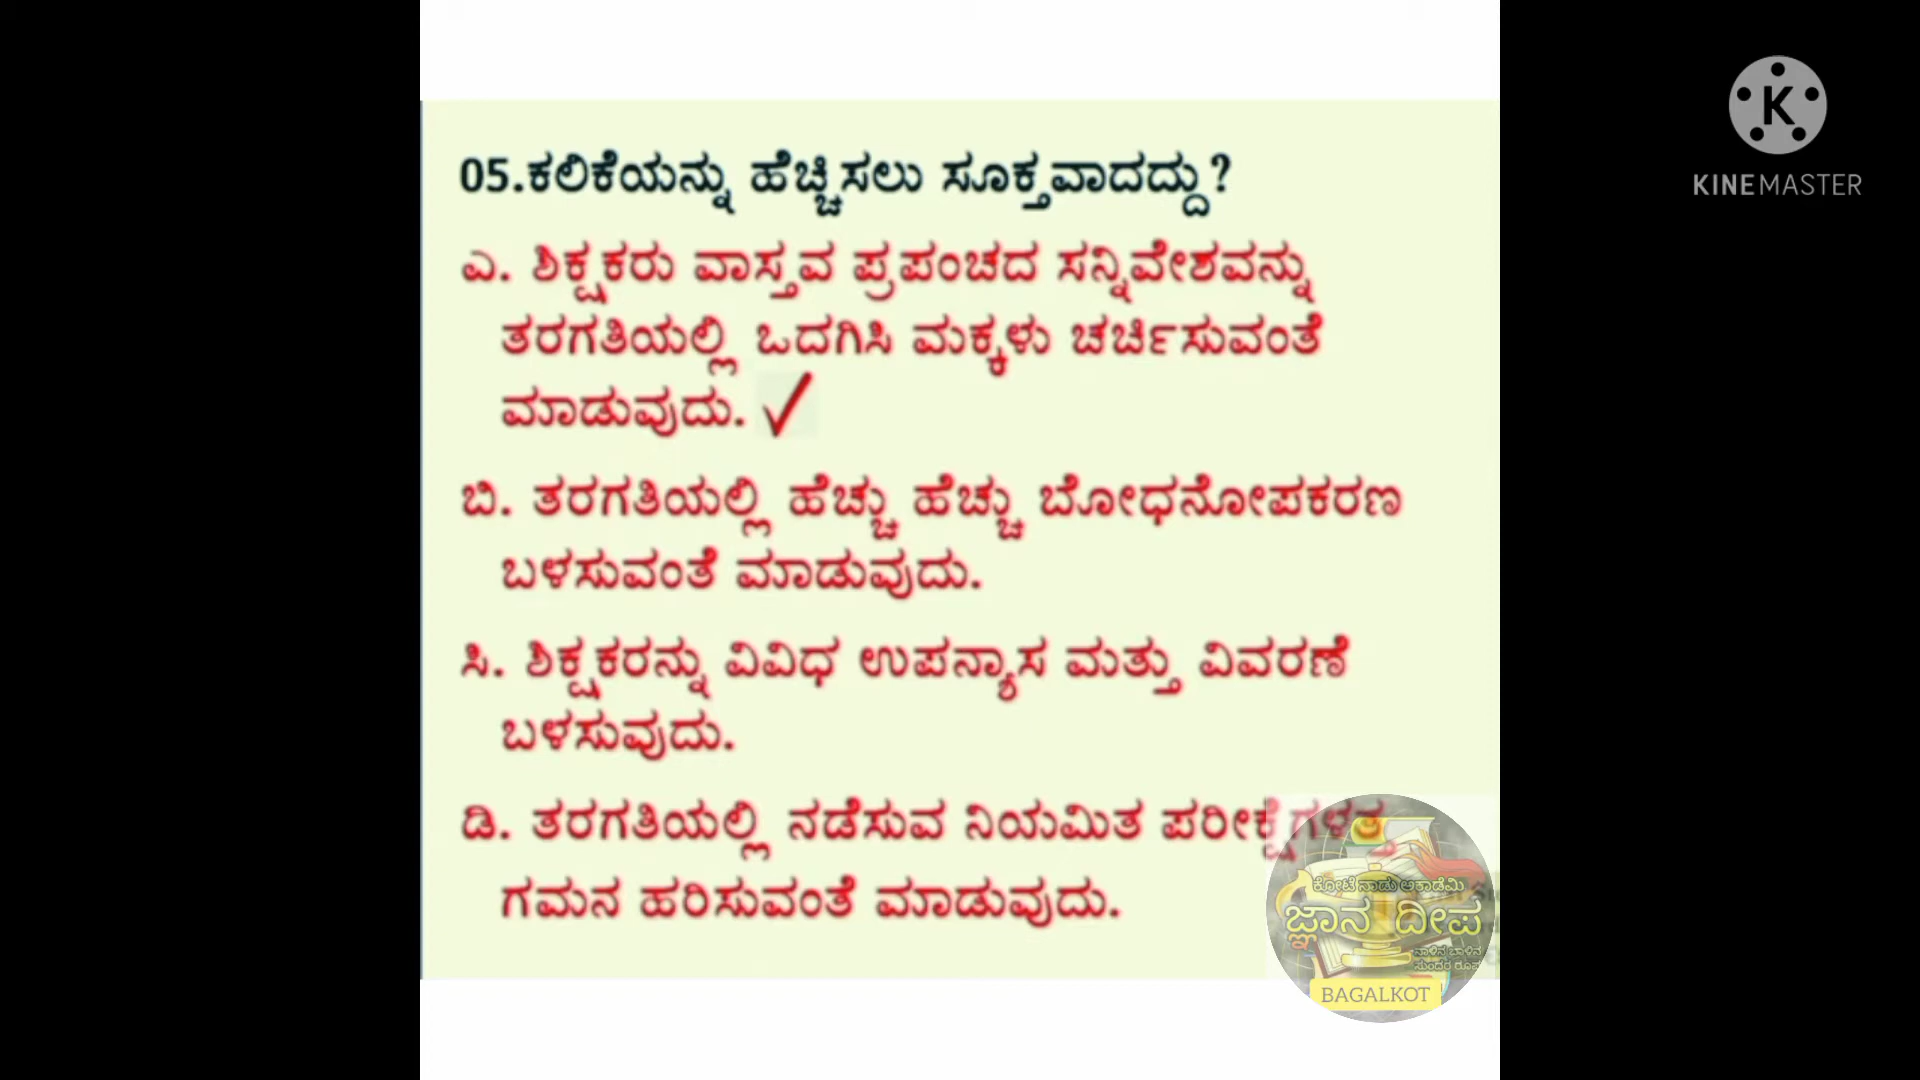 05.ಕಲಿಕೆಯನ್ನು ಹೆಚ್ಚಿಸಲು ಸೂಕ್ತವಾದದ್ದು?
ಎ. ಶಿಕ್ಷಕರು ವಾಸ್ತವ ಪ್ರಪಂಚದ ಸನ್ನಿವೇಶವನ್ನು
ತರಗತಿಯಲ್ಲಿ ಒದಗಿಸಿ ಮಕ್ಕಳು ಚರ್ಚಿಸುವಂತೆ
ಮಾಡುವುದು. ✓
ಬಿ. ತರಗತಿಯಲ್ಲಿ ಹೆಚ್ಚು ಹೆಚ್ಚು ಬೋಧನೋಪಕರಣ
ಬಳಸುವಂತೆ ಮಾಡುವುದು.
ಸಿ. ಶಿಕ್ಷಕರನ್ನು ವಿವಿಧ ಉಪನ್ಯಾಸ ಮತ್ತು ವಿವರಣೆ
ಬಳಸುವುದು.
ಡಿ. ತರಗತಿಯಲ್ಲಿ ನಡೆಸುವ ನಿಯಮಿತ ಪರೀಕ್ಷೆಗಳತ್ತ
ಗಮನ ಹರಿಸುವಂತೆ ಮಾಡುವುದು.
K
KINEMASTER
ಕೋಟೆ ನಾಡು ಅಕಾಡೆಮಿ
ಜ್ಞಾನ ದೀಪ
ನಾಳಿನ ಬಾಳಿನ
ಸುಂದರ ರೂಪ
BAGALKOT